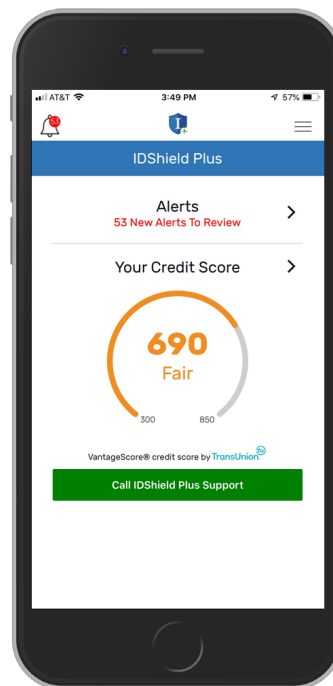 AT&T 3:49 PM 57%
53
IDShield Plus
Alerts
53 New Alerts To Review
Your Credit Score
690
Fair
300 850
VantageScore® credit score by TransUnion
Call IDShield Plus Support